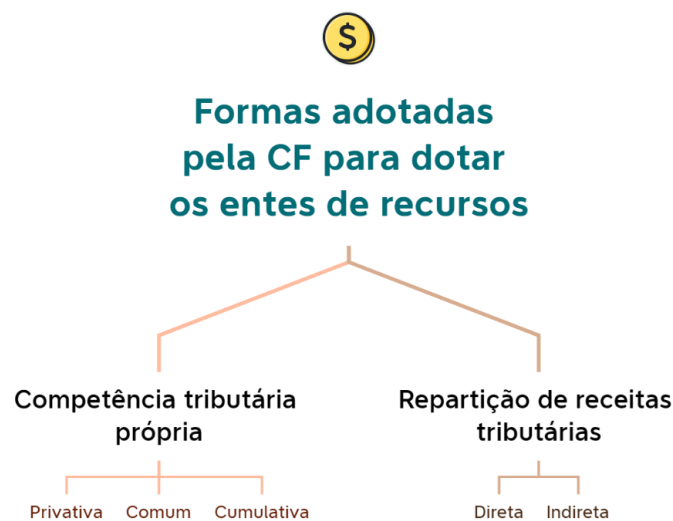 $
Formas adotadas
pela CF para dotar
os entes de recursos
Competência tributária
própria
Privativa Comum Cumulativa
Repartição de receitas
tributárias
Direta Indireta